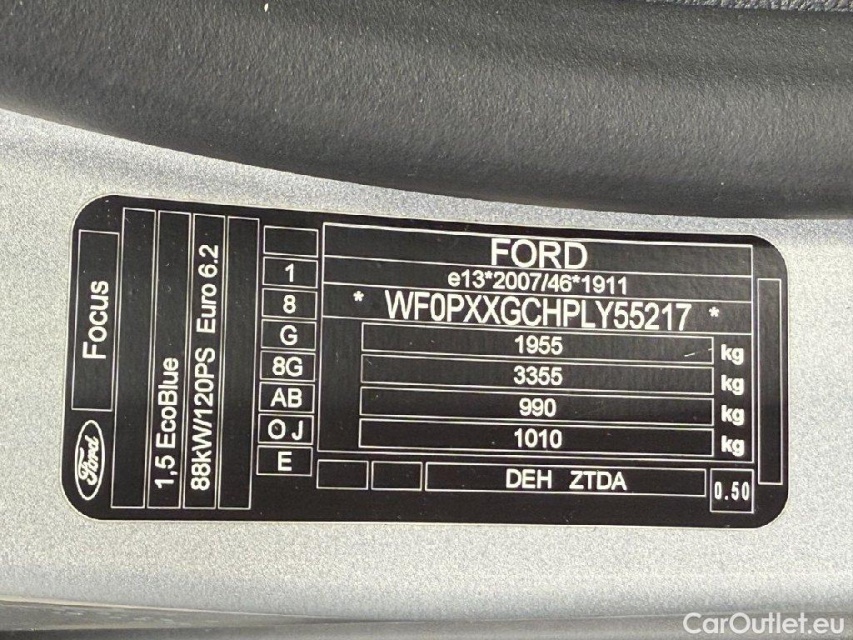 Ford
Focus
1,5 EcoBlue
88kW/120PS Euro 6.2
1
8
G
8G
AB
OJ
E
FORD
e13*2007/46*1911
* WF0PXXGCHPLY55217 *
1955 kg
3355 kg
990 kg
1010 kg
DEH ZTDA
0.50
CarOutlet.eu